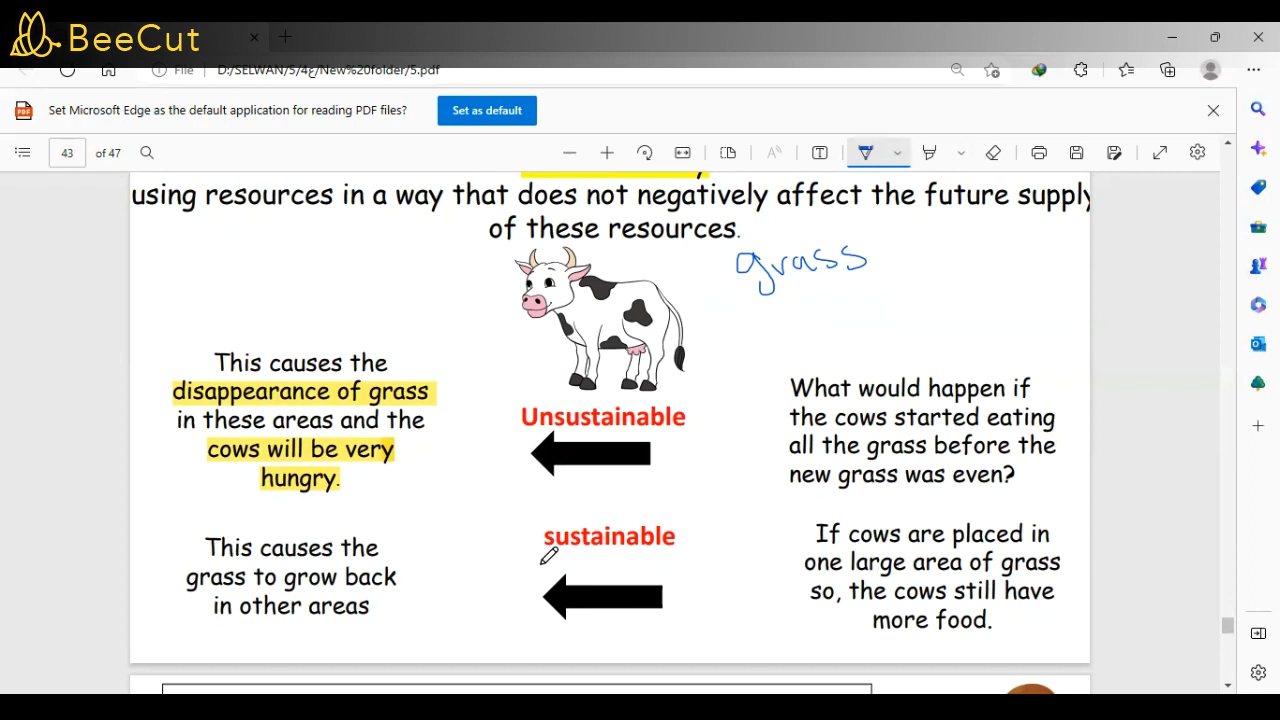 BeeCut
File D:/SELWAN/5/4ع/New%20folder/5.pdf
Set Microsoft Edge as the default application for reading PDF files? Set as default
43 of 47
using resources in a way that does not negatively affect the future supply
of these resources.
grass
This causes the
disappearance of grass
in these areas and the
cows will be very
hungry.
Unsustainable
What would happen if
the cows started eating
all the grass before the
new grass was even?
This causes the
grass to grow back
in other areas
sustainable
If cows are placed in
one large area of grass
so, the cows still have
more food.